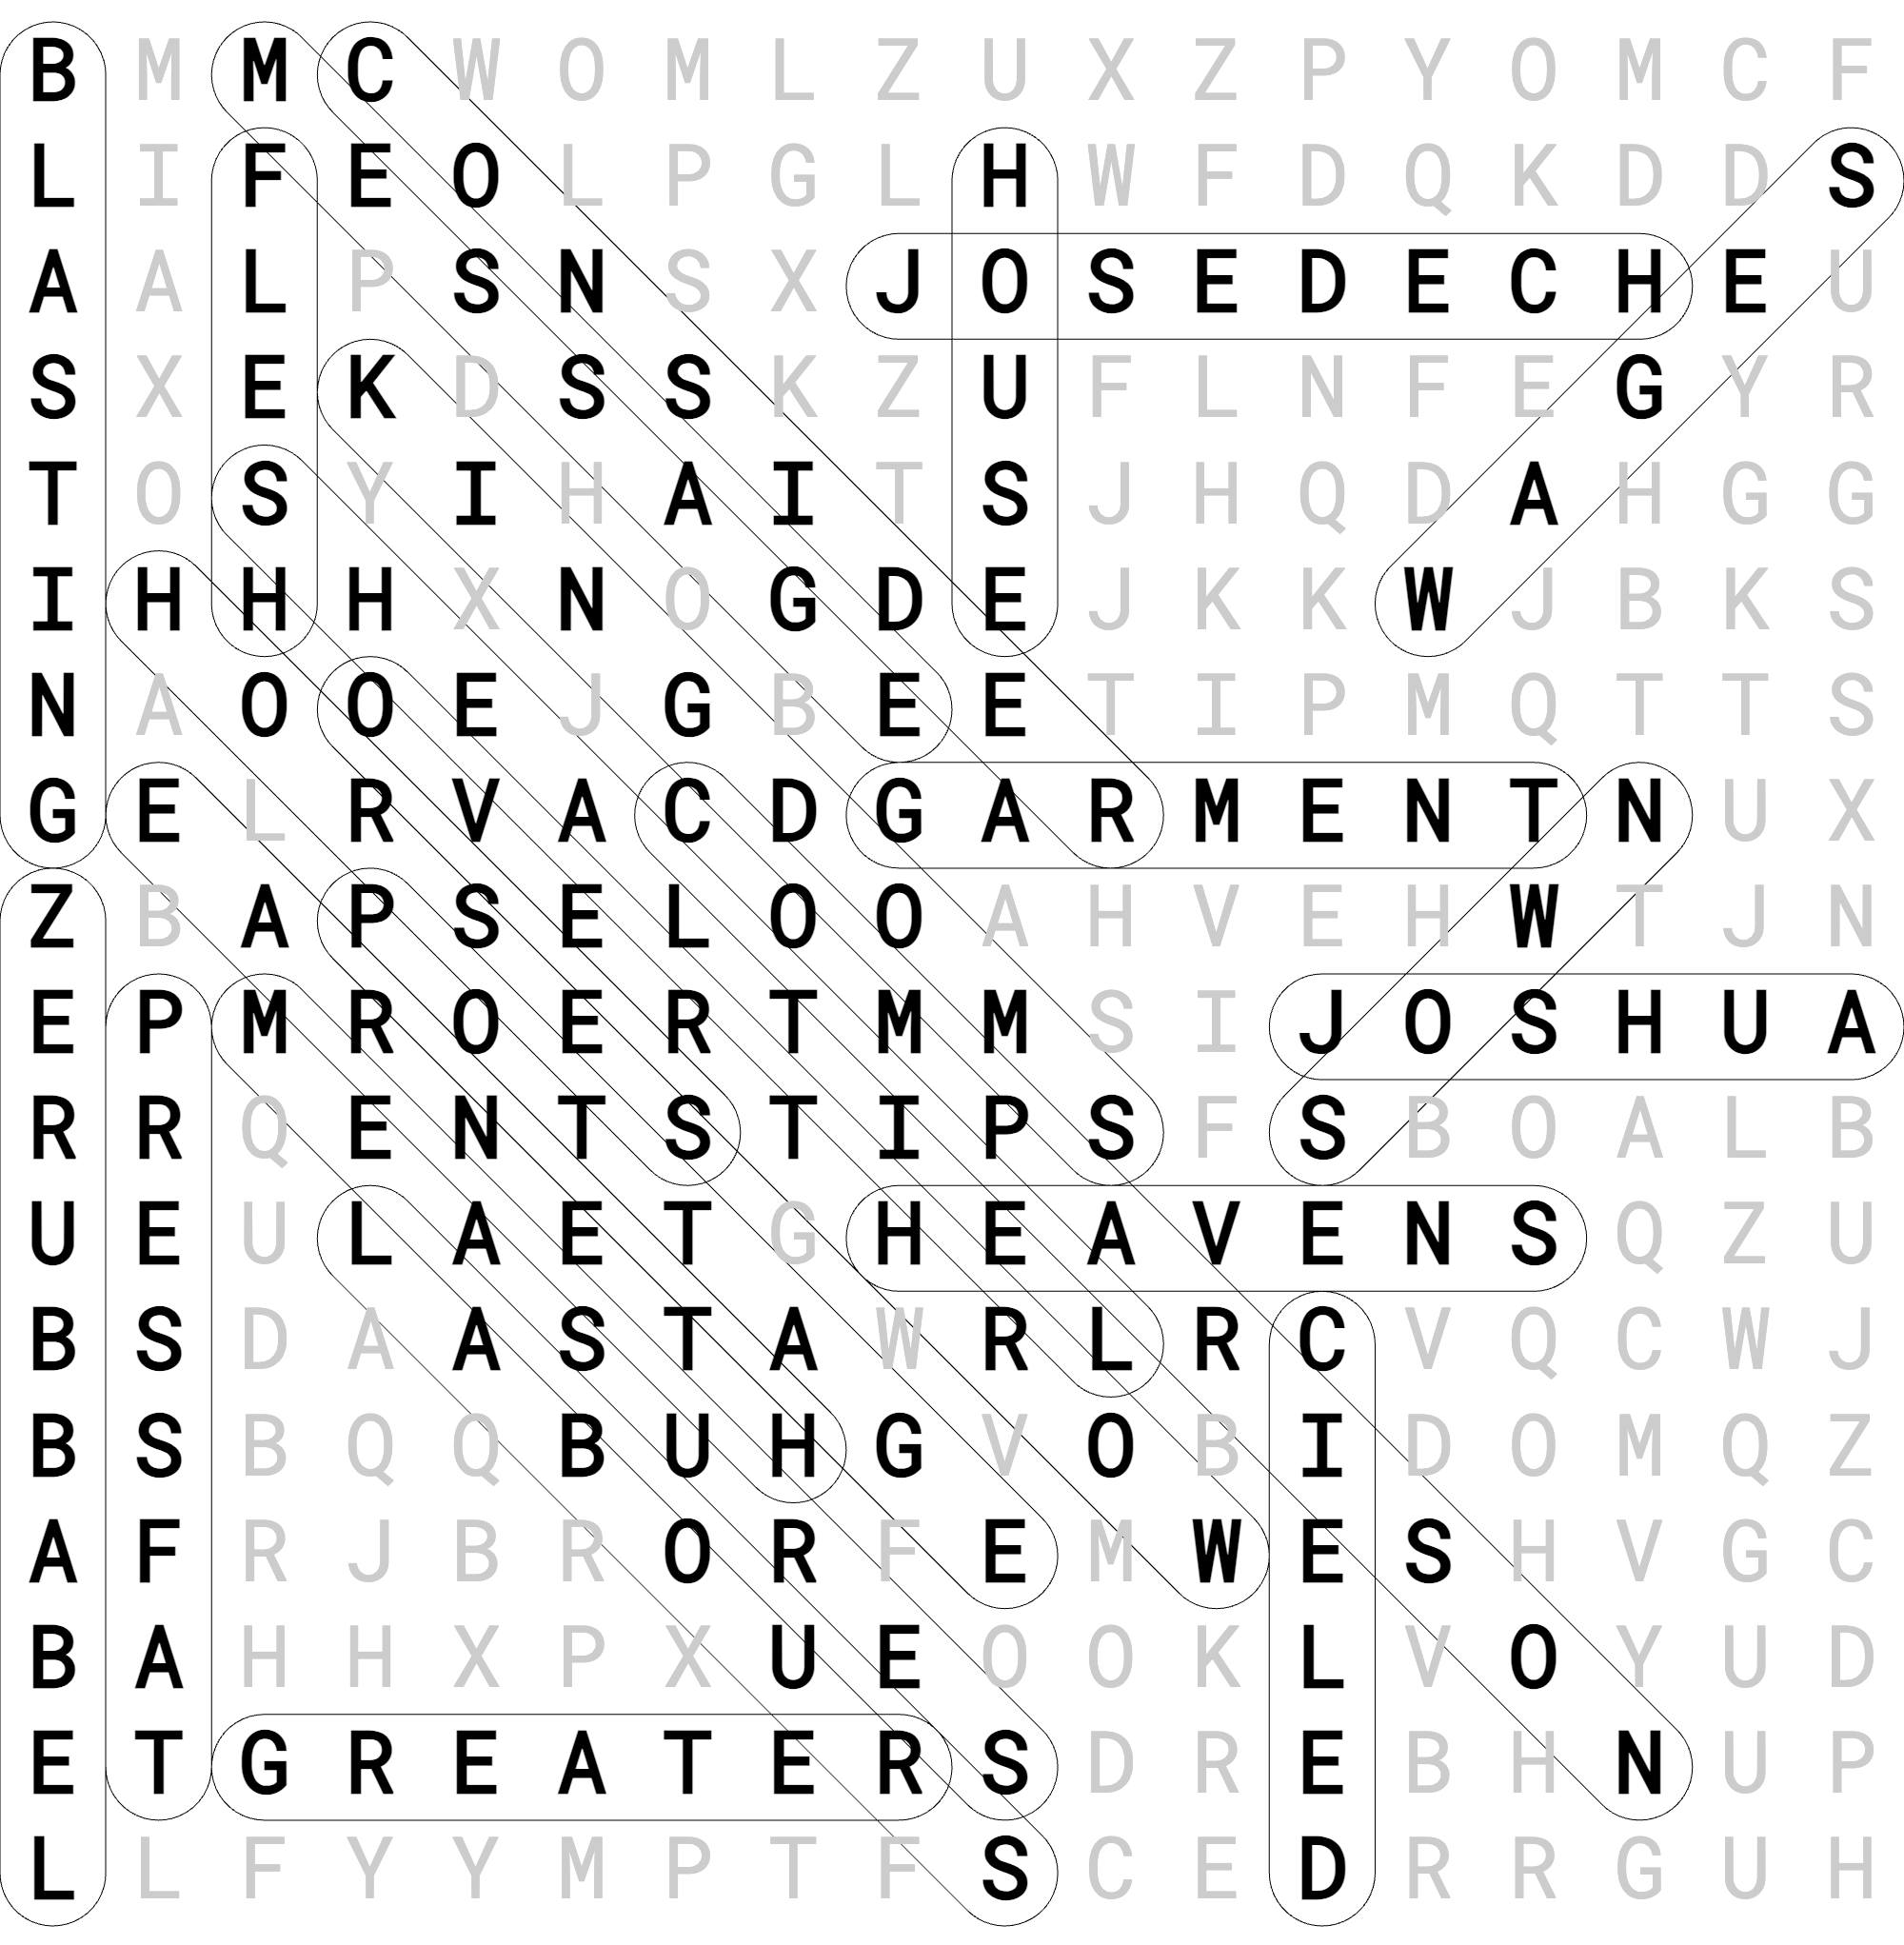 B M M C W O M L Z U X Z P Y O M C F
L I F E O L P G L H W F D Q K D D S
A A L P S N S X J O S E D E C H E U
S X E K D S S K Z U F L N F E G Y R
T O S Y I H A I T S J H Q D A H G G
I H H H X N O G D E J K K W J B K S
N A O O E J G B E E T I P M Q T T S
G E L R V A C D G A R M E N T N U X
Z B A P S E L O O A H V E H W T J N
E P M R O E R T M M S I J O S H U A
R R Q E N T S T I P S F S B O A L B
U E U L A E T G H E A V E N S Q Z U
B S D A A S T A W R L R C V Q C W J
B S B Q Q B U H G V O B I D O M Q Z
A F R J B R O R F E M W E S H V G C
B A H H X P X U E O O K L V O Y U D
E T G R E A T E R S D R E B H N U P
L L F Y Y M P T F S C E D R R G U H